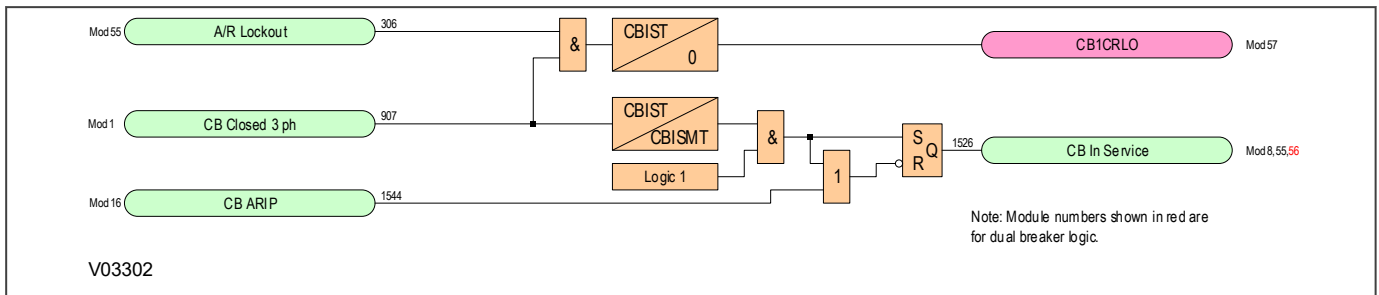 Mod 55 A/R Lockout 306
& CBIST 0
CB1CRLO Mod 57
Mod 1 CB Closed 3 ph 907
CBIST CBISMT
Logic 1
&
1
S Q R
1526 CB In Service Mod 8,55,56
Mod 16 CB ARIP 1544
Note: Module numbers shown in red are
for dual breaker logic.
V03302